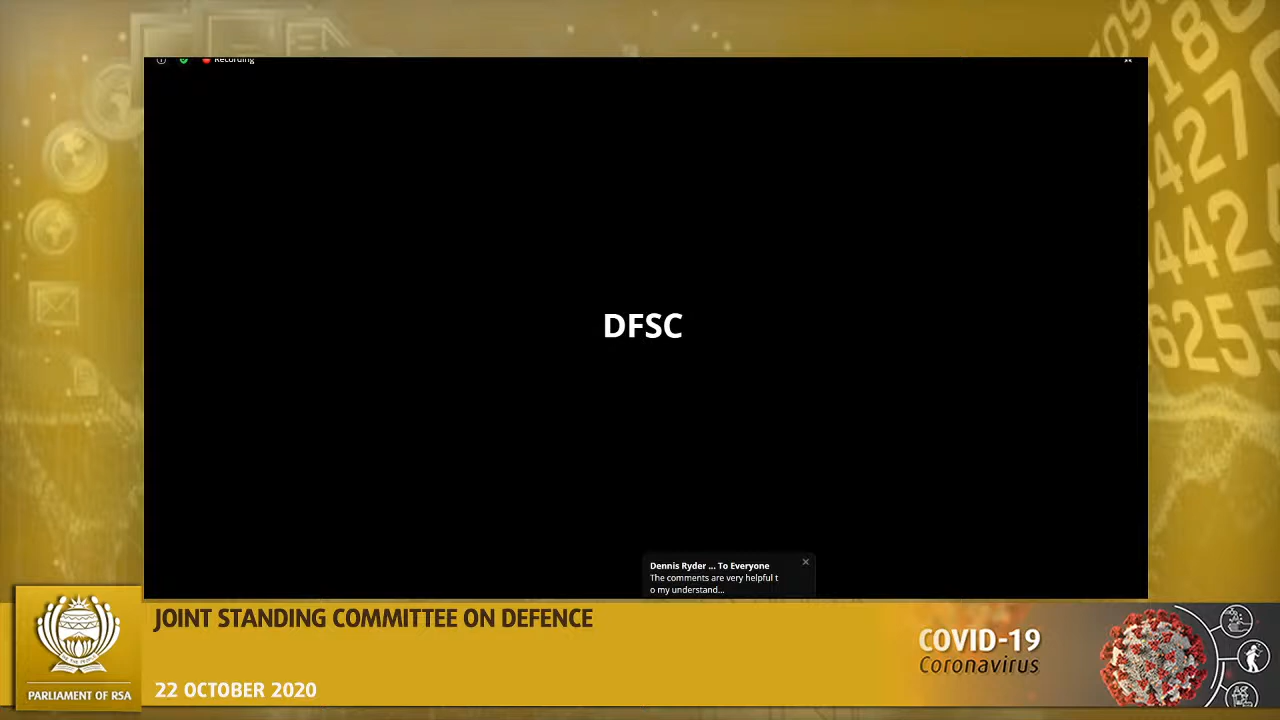 Recording
DFSC
Dennis Ryder ... To Everyone
The comments are very helpful t
o my understand...
JOINT STANDING COMMITTEE ON DEFENCE
22 OCTOBER 2020
PARLIAMENT OF RSA
COVID-19
Coronavirus